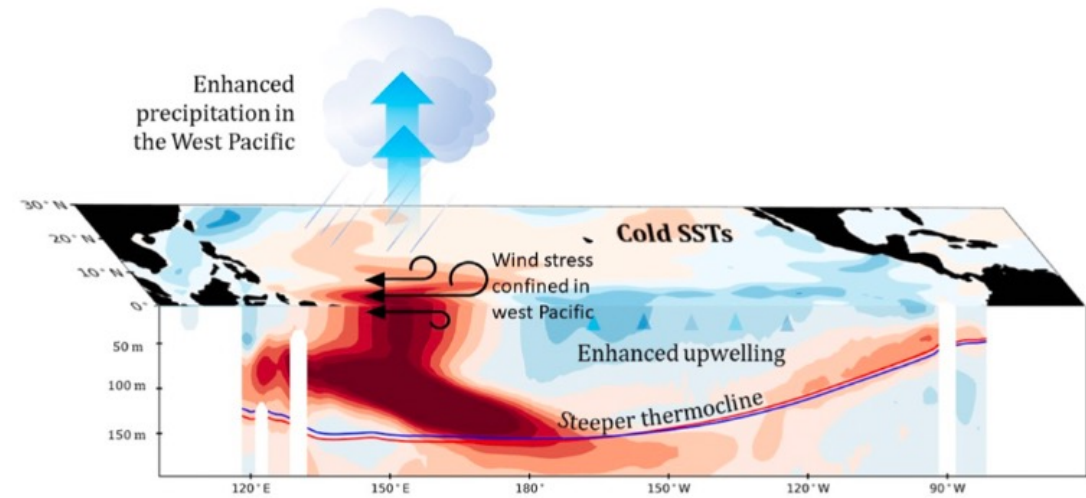 Enhanced
precipitation in
the West Pacific
30°N
20°N
10°N
0°
Cold SSTs
Wind stress
confined in
west Pacific
Enhanced upwelling
Steeper thermocline
50 m
100 m
150 m
120°E
150°E
180°
150°W
120°W
90°W